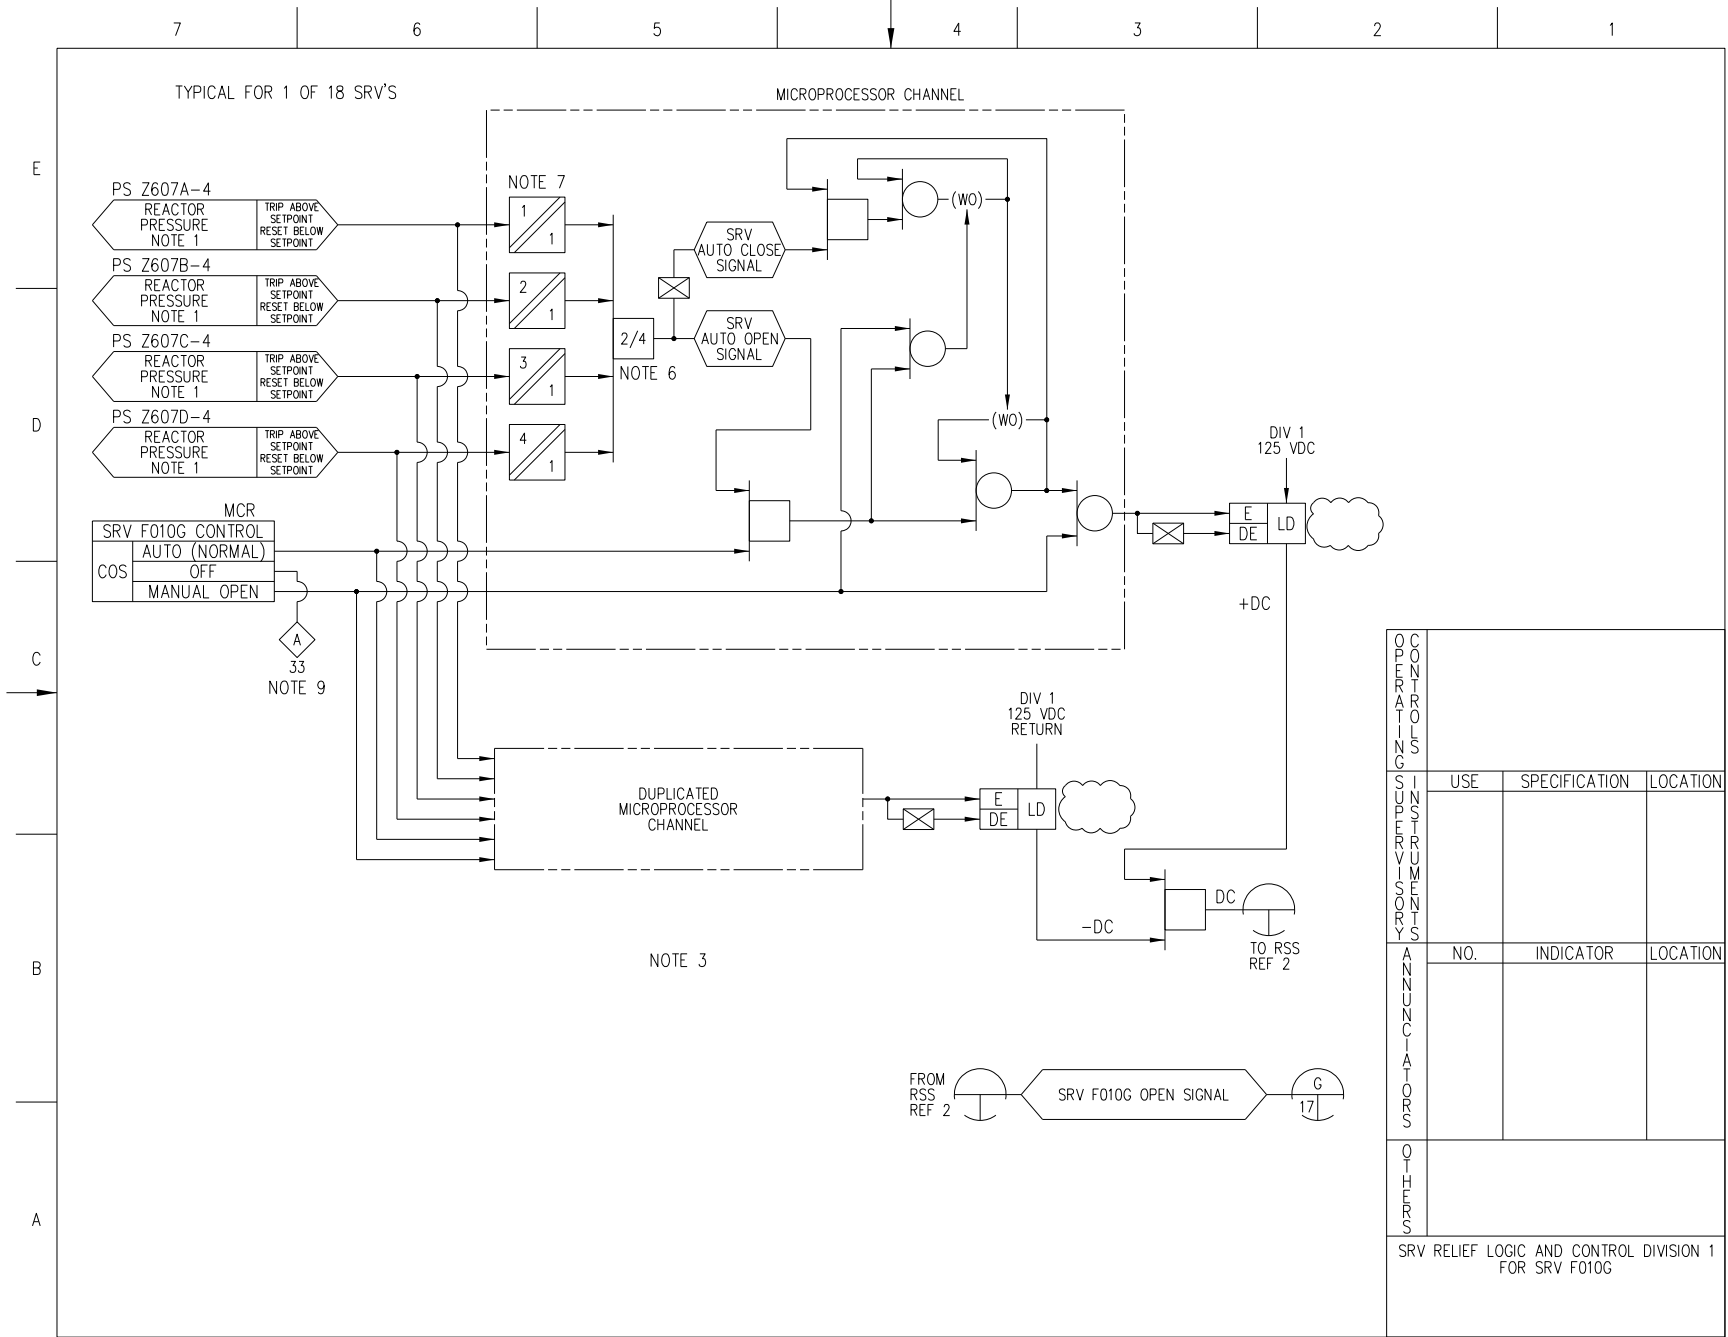 7 6 5 4 3 2 1
TYPICAL FOR 1 OF 18 SRV'S
MICROPROCESSOR CHANNEL
E
PS Z607A-4
REACTOR
PRESSURE
NOTE 1
TRIP ABOVE
SETPOINT
RESET BELOW
SETPOINT
NOTE 7
1
1
SRV
AUTO CLOSE
SIGNAL
(WO)
PS Z607B-4
REACTOR
PRESSURE
NOTE 1
TRIP ABOVE
SETPOINT
RESET BELOW
SETPOINT
2
1
2/4
NOTE 6
SRV
AUTO OPEN
SIGNAL
PS Z607C-4
REACTOR
PRESSURE
NOTE 1
TRIP ABOVE
SETPOINT
RESET BELOW
SETPOINT
3
1
D
(WO)
PS Z607D-4
REACTOR
PRESSURE
NOTE 1
TRIP ABOVE
SETPOINT
RESET BELOW
SETPOINT
4
1
DIV 1
125 VDC
MCR
SRV F010G CONTROL
COS
AUTO (NORMAL)
OFF
MANUAL OPEN
E
DE
LD
+DC
A
33
NOTE 9
C
DIV 1
125 VDC
RETURN
DUPLICATED
MICROPROCESSOR
CHANNEL
E
DE
LD
-DC
DC
TO RSS
REF 2
NOTE 3
B
FROM
RSS
REF 2
SRV F010G OPEN SIGNAL
G
17
A
OPERATING
CONTROLS
SUPERVISORY
INSTRUMENTS
USE SPECIFICATION LOCATION
ANNUNCIATORS
NO. INDICATOR LOCATION
OTHERS
SRV RELIEF LOGIC AND CONTROL DIVISION 1
FOR SRV F010G